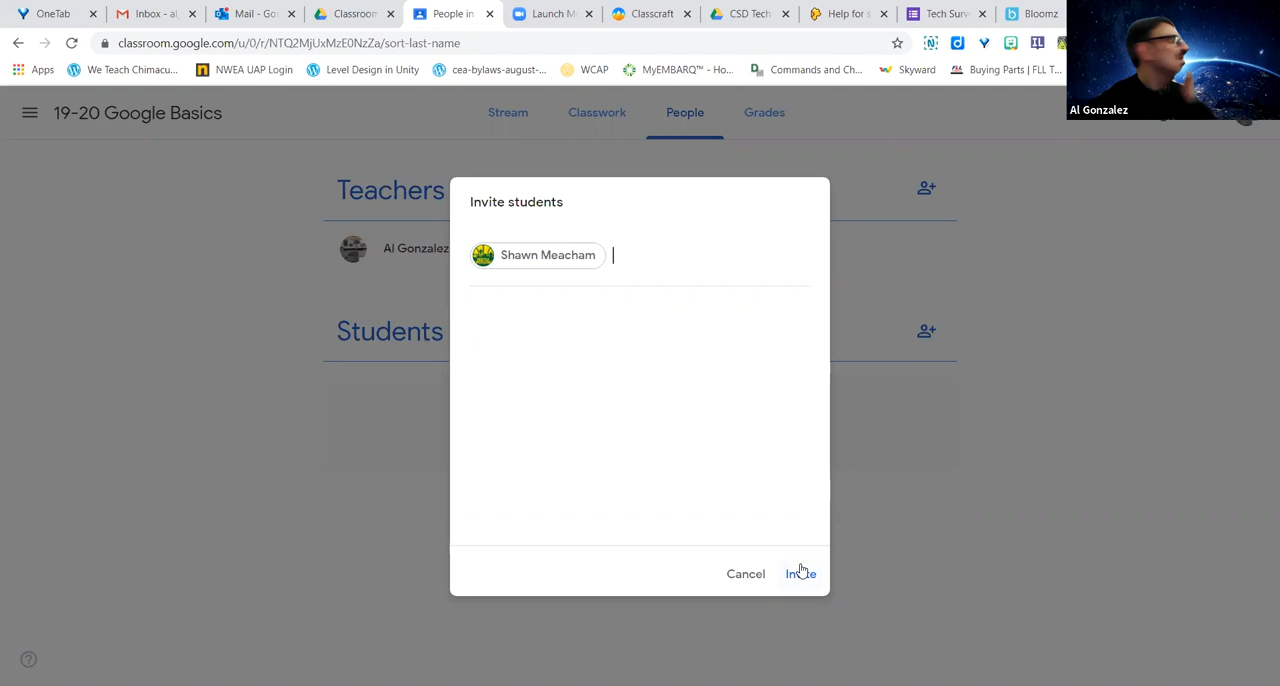 OneTab
Inbox - al
Mail - Go
Classroom
People in
Launch M
Classcraft
CSD Tech
Help for s
Tech Surv
Bloomz
classroom.google.com/u/0/r/NTQ2MjUxMzE0NzZa/sort-last-name
Apps
We Teach Chimacu...
NWEA UAP Login
Level Design in Unity
cea-bylaws-august-...
WCAP
MyEMBARQ™ - Ho...
Commands and Ch...
Skyward
Buying Parts | FLL T...
Al Gonzalez
19-20 Google Basics
Stream
Classwork
People
Grades
Teachers
Al Gonzalez
Students
Invite students
Shawn Meacham
Cancel
Invite